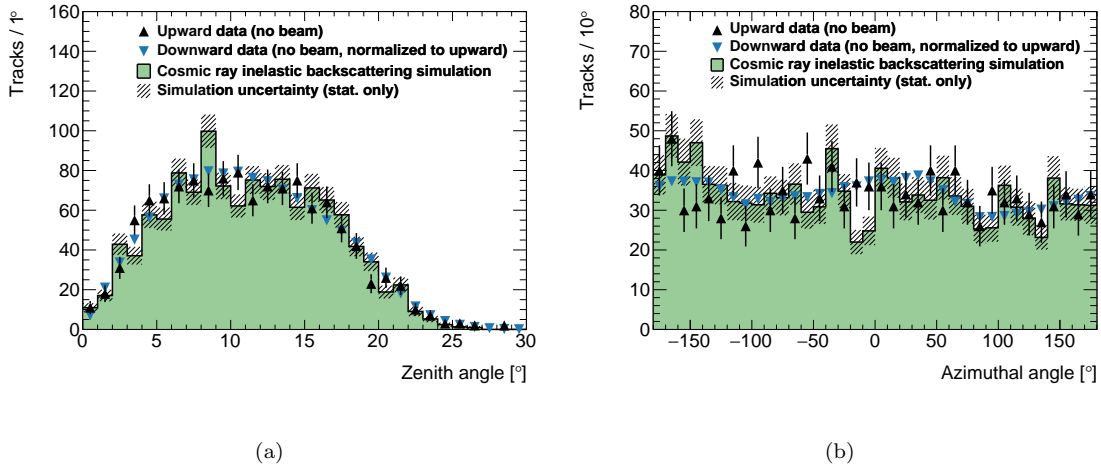 Tracks / 1°
160
140
120
100
80
60
40
20
0
Upward data (no beam)
Downward data (no beam, normalized to upward)
Cosmic ray inelastic backscattering simulation
Simulation uncertainty (stat. only)
0 5 10 15 20 25 30
Zenith angle [°]
(a)
Tracks / 10°
80
70
60
50
40
30
20
10
0
Upward data (no beam)
Downward data (no beam, normalized to upward)
Cosmic ray inelastic backscattering simulation
Simulation uncertainty (stat. only)
−150 −100 −50 0 50 100 150
Azimuthal angle [°]
(b)